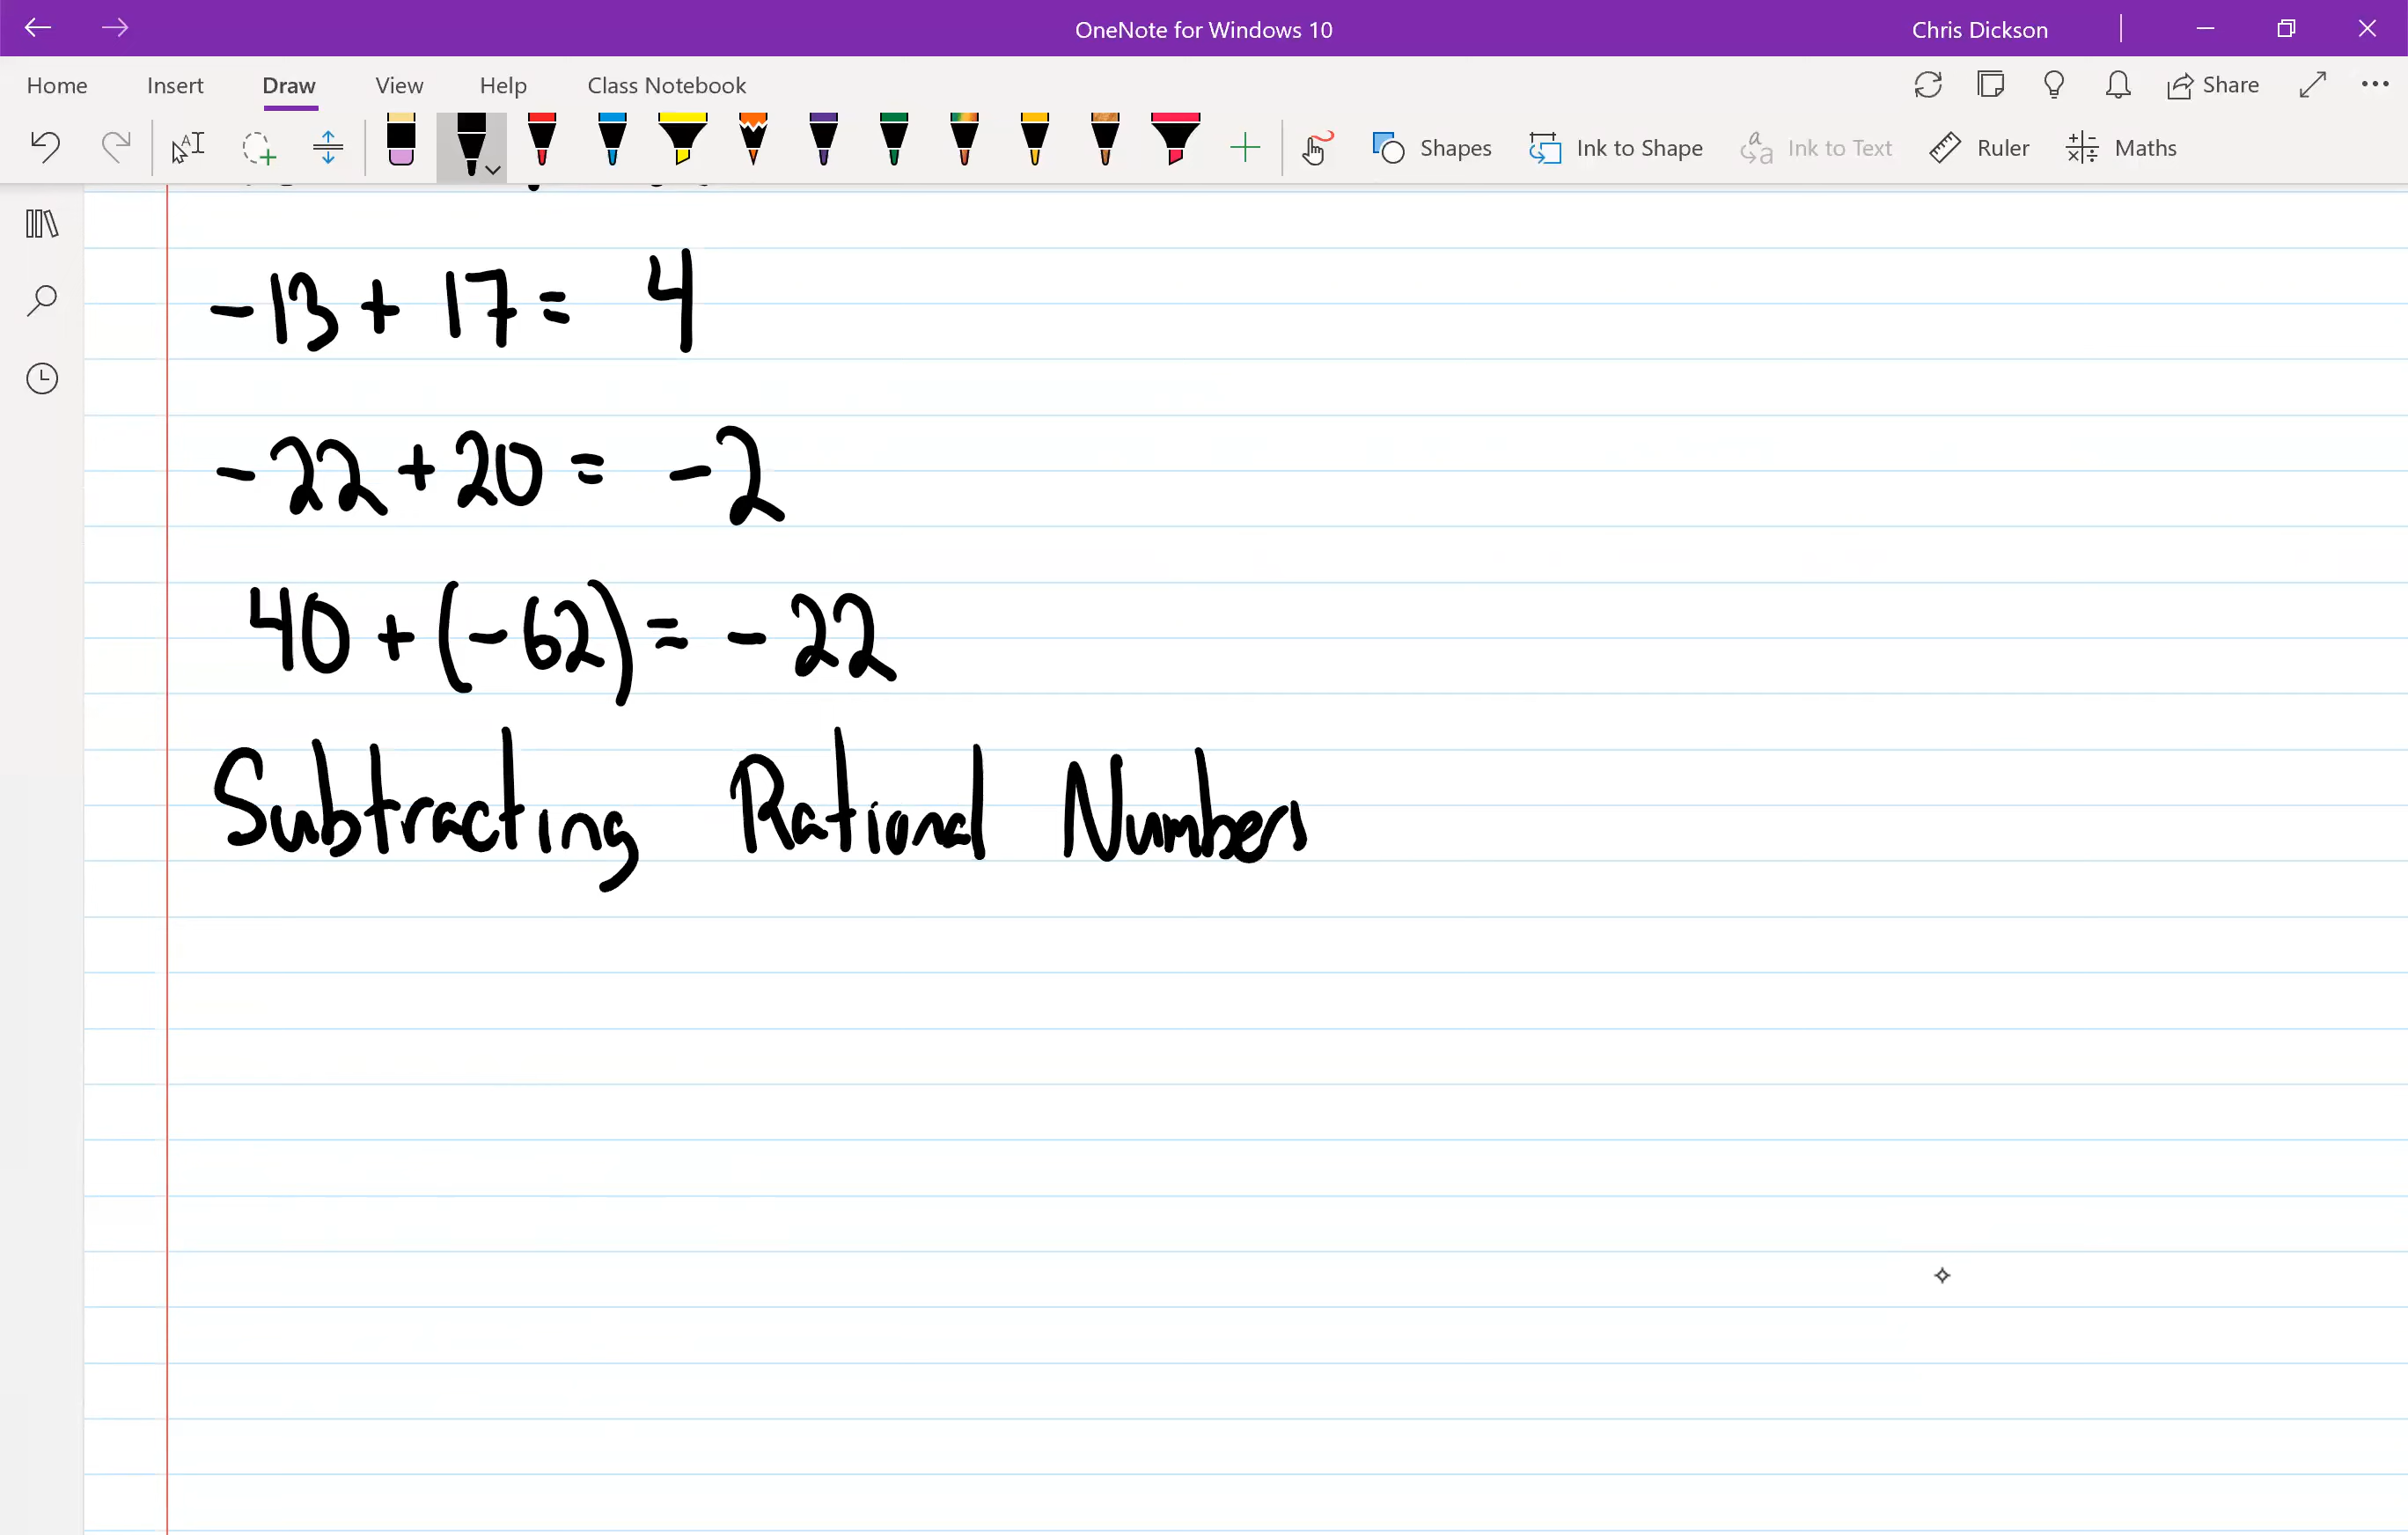 OneNote for Windows 10 Chris Dickson
Home Insert Draw View Help Class Notebook Share
Shapes Ink to Shape Ink to Text Ruler Maths
-13 + 17 = 4
-22 + 20 = -2
40 + (-62) = -22
Subtracting Rational Numbers